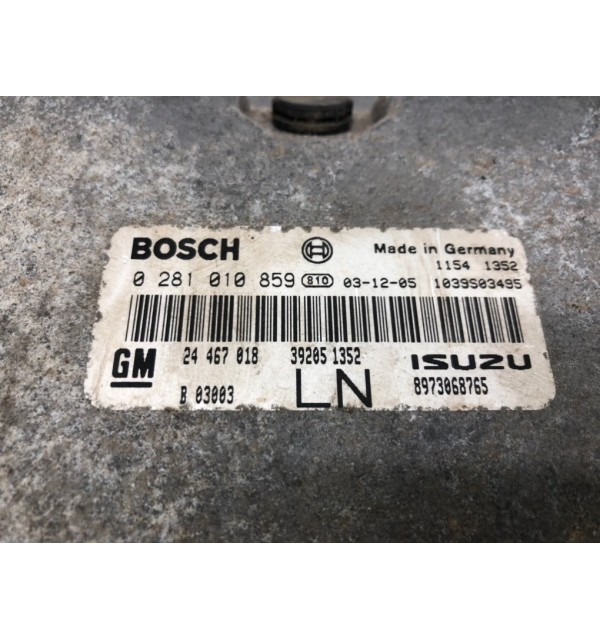 BOSCH Made in Germany
1154 1352
0 281 010 859 810 03-12-05 1039S03495
GM 24 467 018 39205 1352 ISUZU
B 03003 LN 8973068765